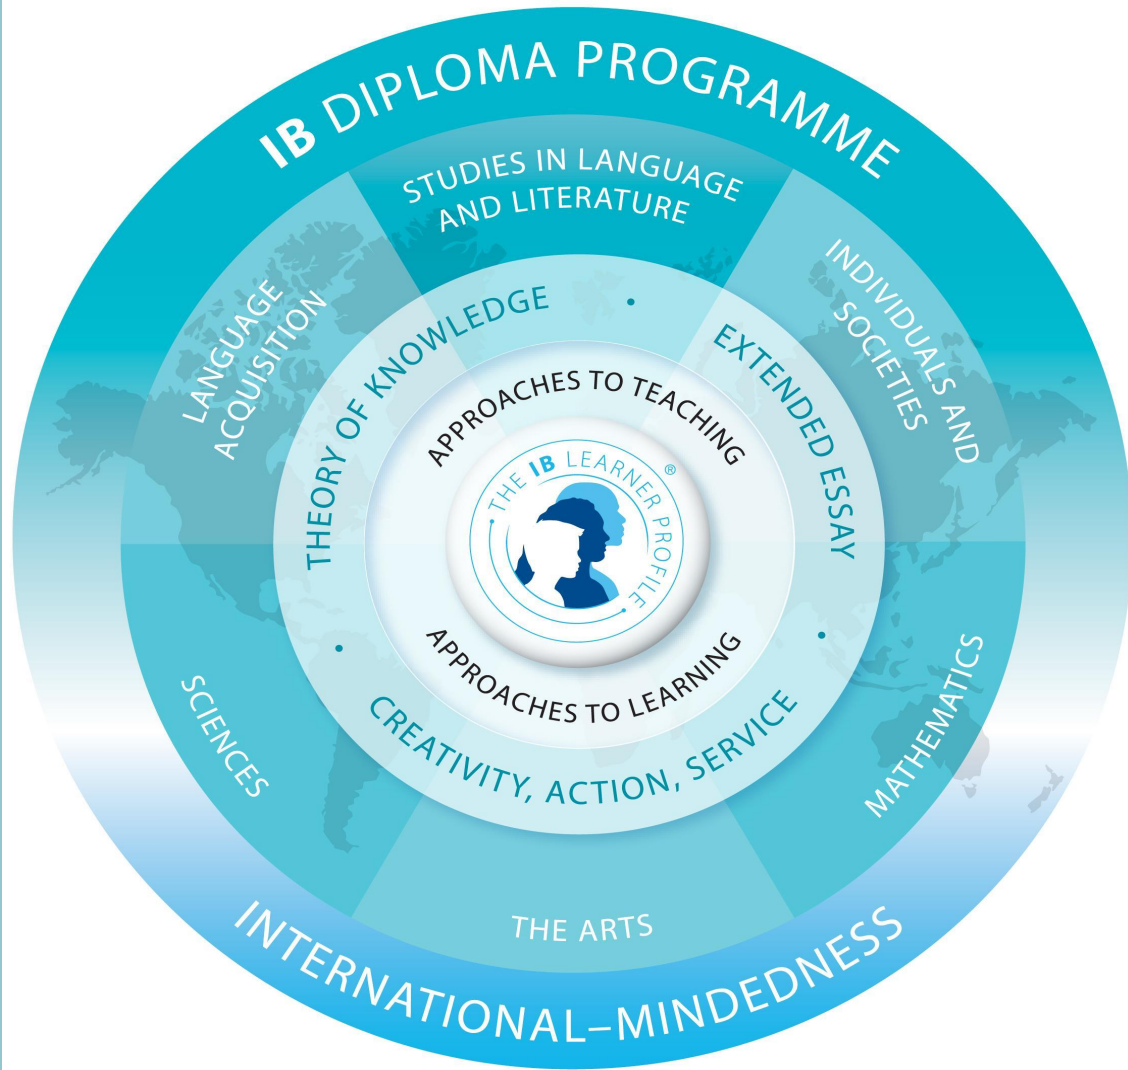 IB DIPLOMA PROGRAMME
STUDIES IN LANGUAGE
AND LITERATURE
LANGUAGE
ACQUISITION
INDIVIDUALS AND
SOCIETIES
THEORY OF KNOWLEDGE
•
EXTENDED ESSAY
•
APPROACHES TO TEACHING
• THE IB LEARNER PROFILE • ®
APPROACHES TO LEARNING
•
CREATIVITY, ACTION, SERVICE
SCIENCES
MATHEMATICS
THE ARTS
INTERNATIONAL–MINDEDNESS